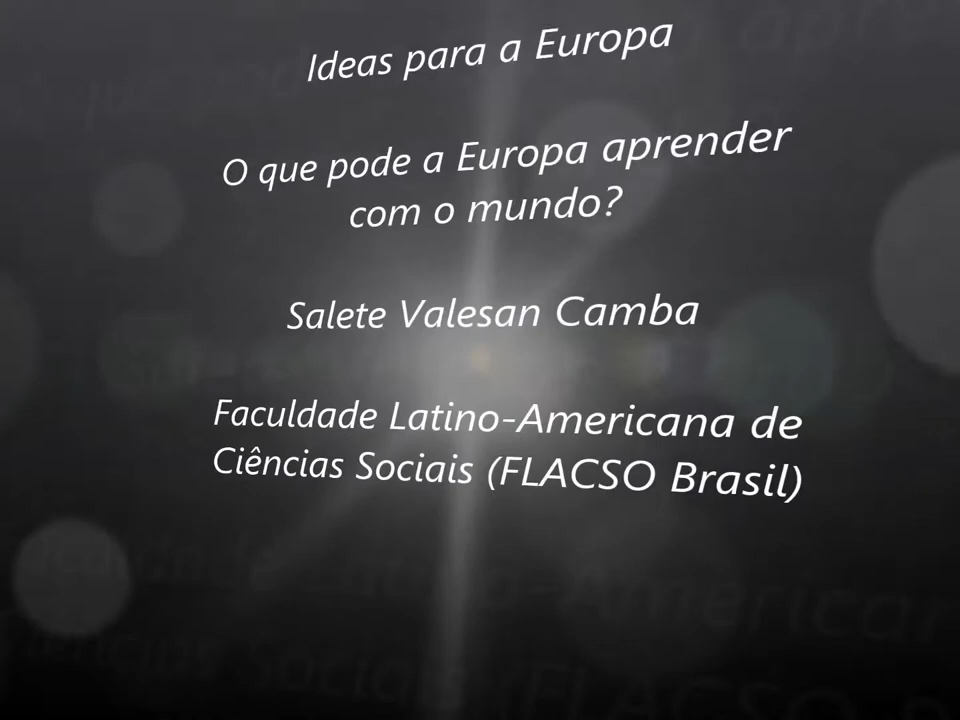 Ideas para a Europa
O que pode a Europa aprender
com o mundo?
Salete Valesan Camba
Faculdade Latino-Americana de
Ciências Sociais (FLACSO Brasil)